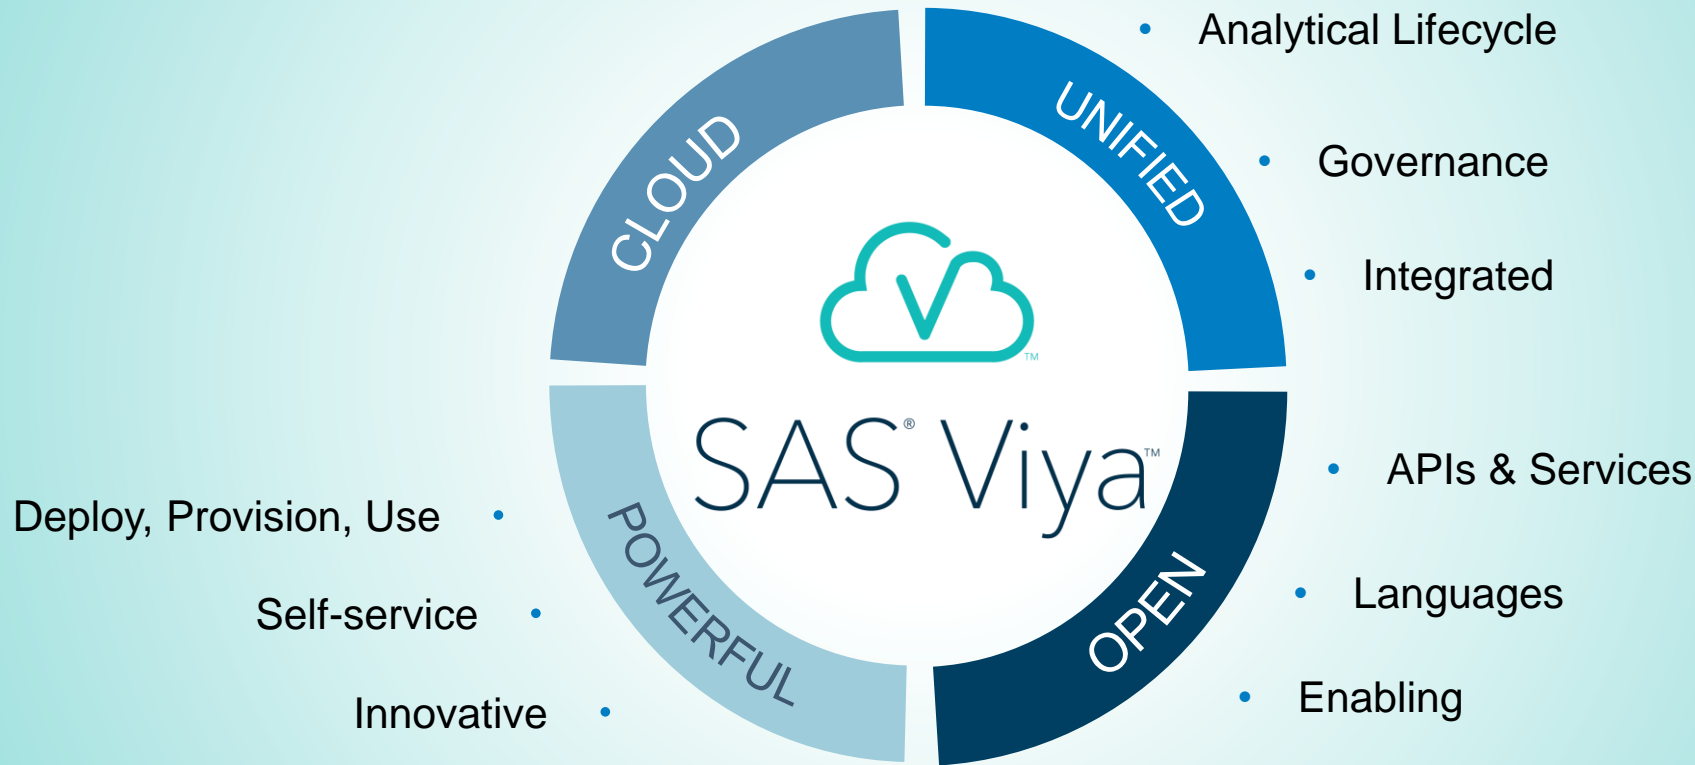 CLOUD
UNIFIED
POWERFUL
OPEN
SAS® Viya™
™
• Analytical Lifecycle
• Governance
• Integrated
• APIs & Services
• Languages
• Enabling
Deploy, Provision, Use •
Self-service •
Innovative •